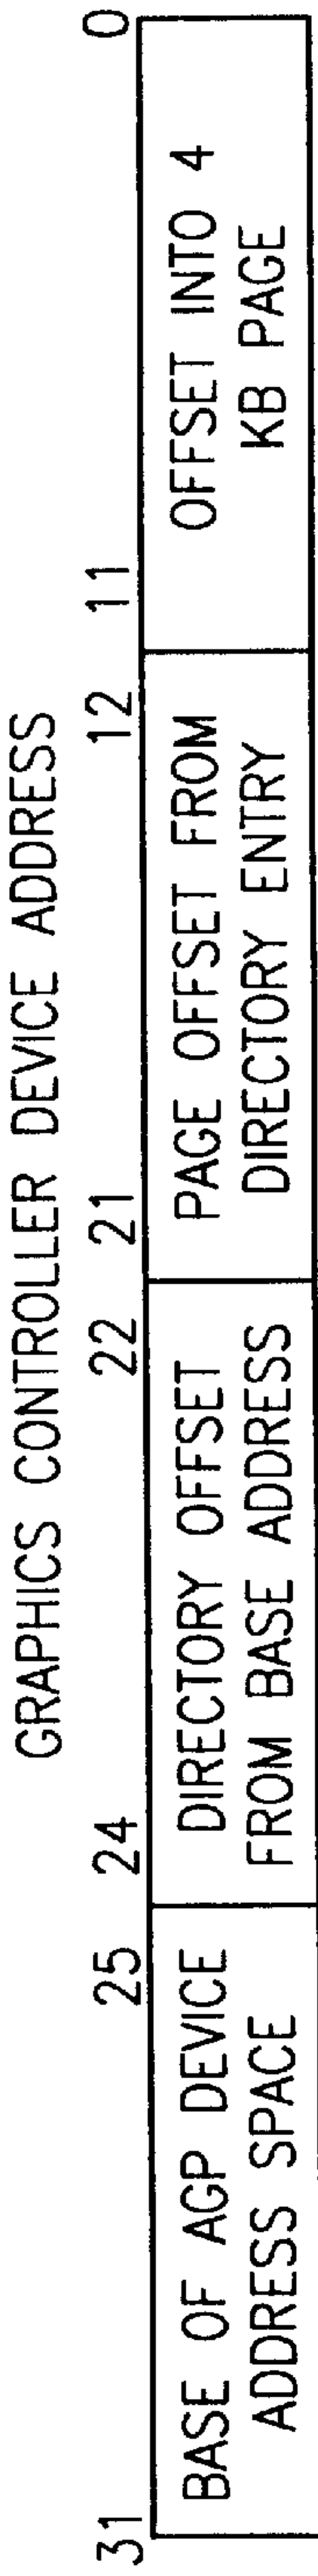 GRAPHICS CONTROLLER DEVICE ADDRESS
31 25 24 22 21 12 11 0
BASE OF AGP DEVICE
ADDRESS SPACE
DIRECTORY OFFSET
FROM BASE ADDRESS
PAGE OFFSET FROM
DIRECTORY ENTRY
OFFSET INTO 4
KB PAGE